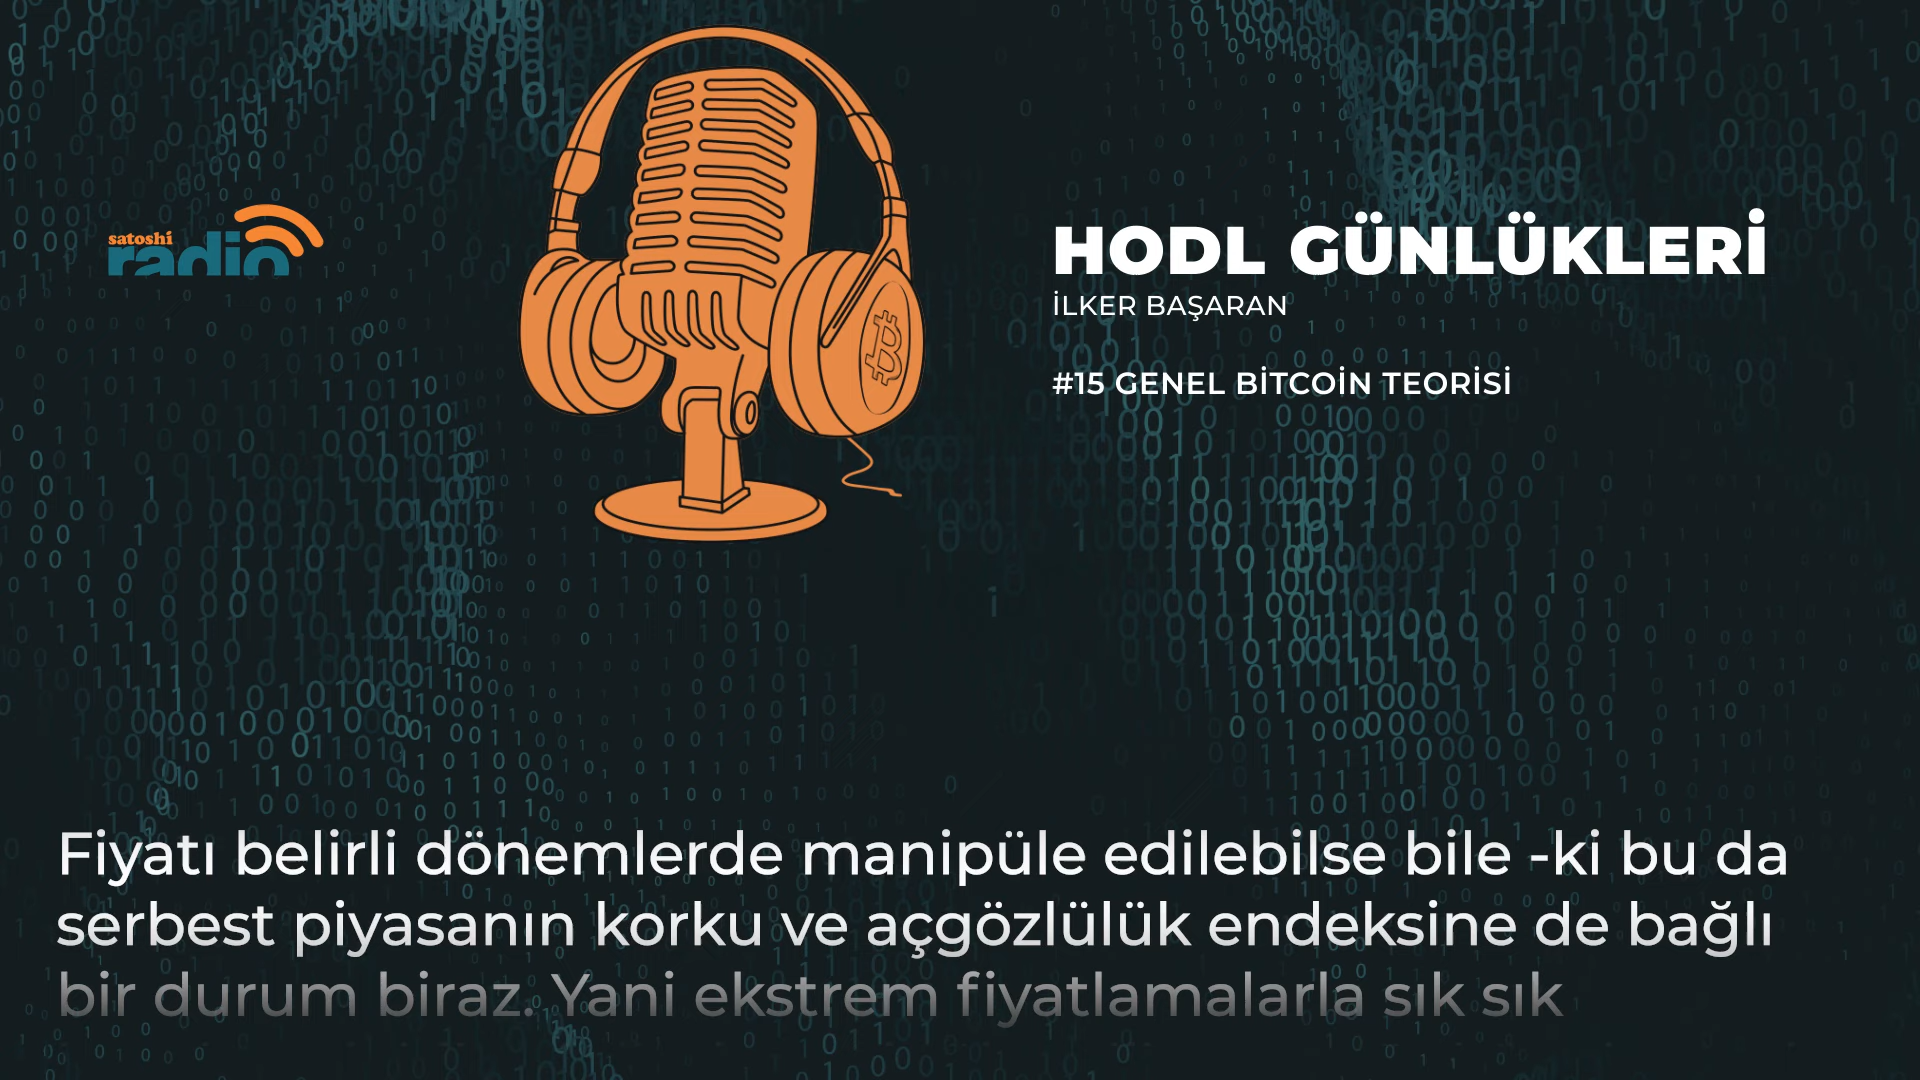 satoshi
radio
HODL GÜNLÜKLERİ
İLKER BAŞARAN
#15 GENEL BİTCOİN TEORİSİ
Fiyatı belirli dönemlerde manipüle edilebilse bile -ki bu da
serbest piyasanın korku ve açgözlülük endeksine de bağlı
bir durum biraz. Yani ekstrem fiyatlamalarla sık sık